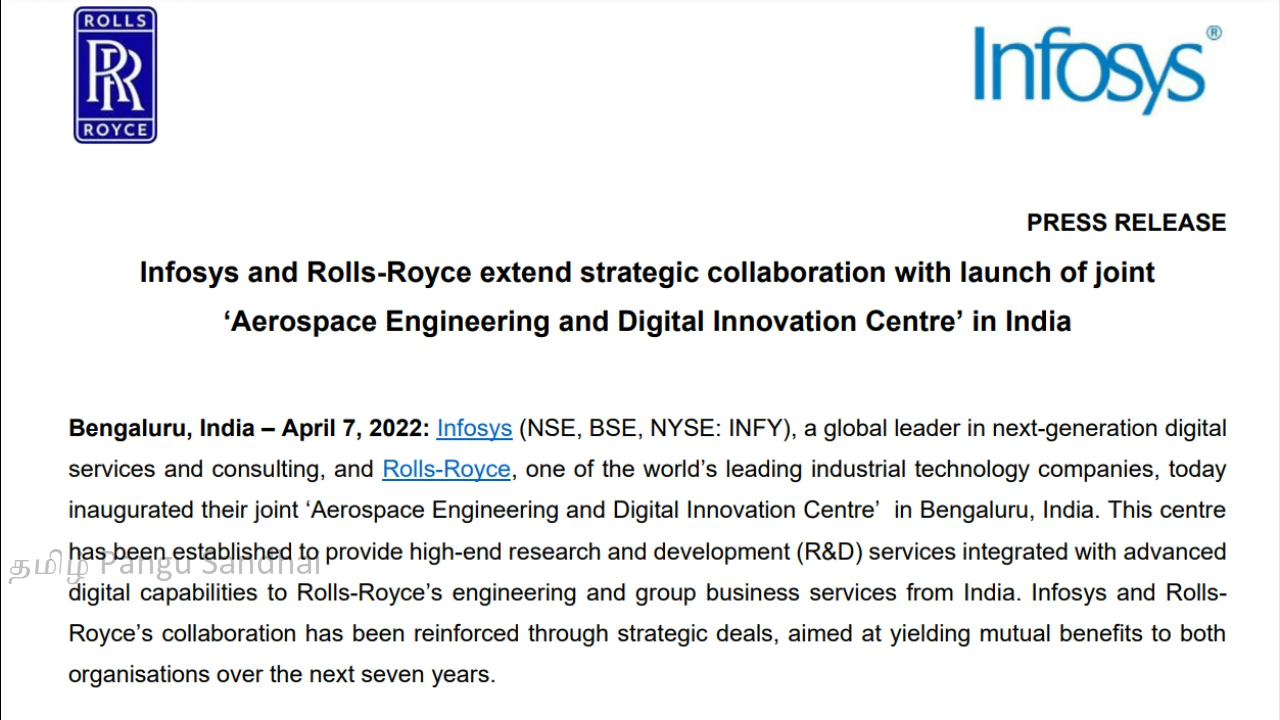 ROLLS
RR
ROYCE
Infosys®
PRESS RELEASE
Infosys and Rolls-Royce extend strategic collaboration with launch of joint
‘Aerospace Engineering and Digital Innovation Centre’ in India
Bengaluru, India – April 7, 2022: Infosys (NSE, BSE, NYSE: INFY), a global leader in next-generation digital
services and consulting, and Rolls-Royce, one of the world’s leading industrial technology companies, today
inaugurated their joint ‘Aerospace Engineering and Digital Innovation Centre’ in Bengaluru, India. This centre
has been established to provide high-end research and development (R&D) services integrated with advanced
தமிழ் Pangu Sandhai
digital capabilities to Rolls-Royce’s engineering and group business services from India. Infosys and Rolls-
Royce’s collaboration has been reinforced through strategic deals, aimed at yielding mutual benefits to both
organisations over the next seven years.